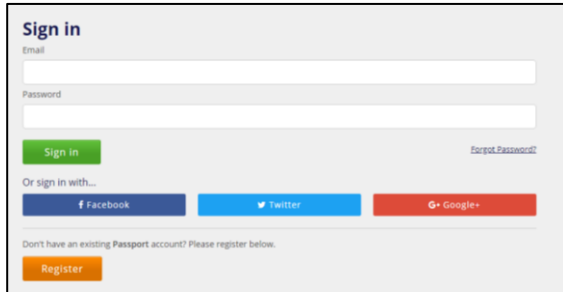 Sign in
Email
Password
Sign in
Forgot Password?
Or sign in with...
Facebook
Twitter
G+ Google+
Don't have an existing Passport account? Please register below.
Register